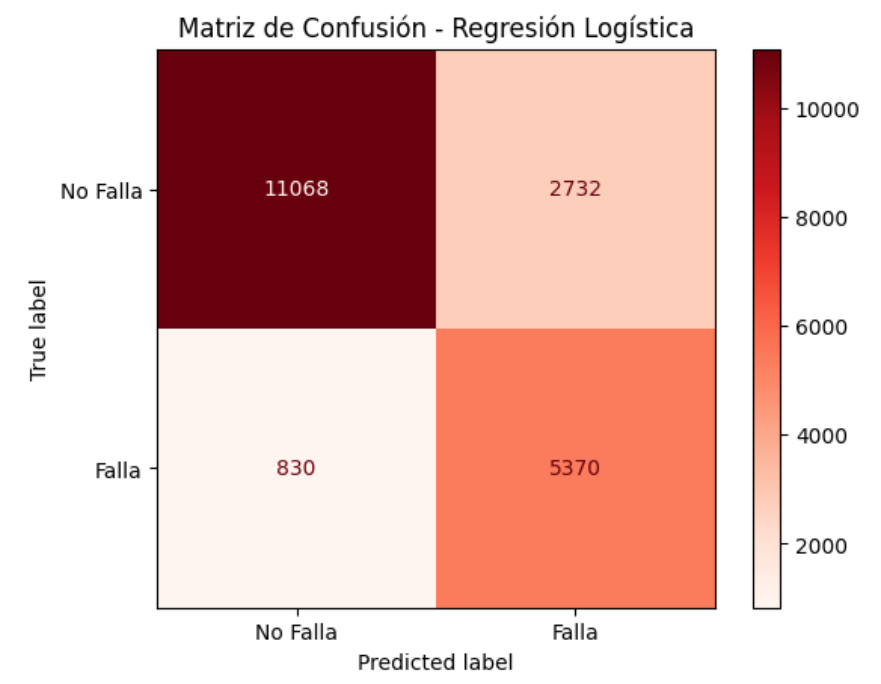 Matriz de Confusión - Regresión Logística
True label
No Falla
11068
2732
Falla
830
5370
No Falla
Falla
Predicted label
10000
8000
6000
4000
2000